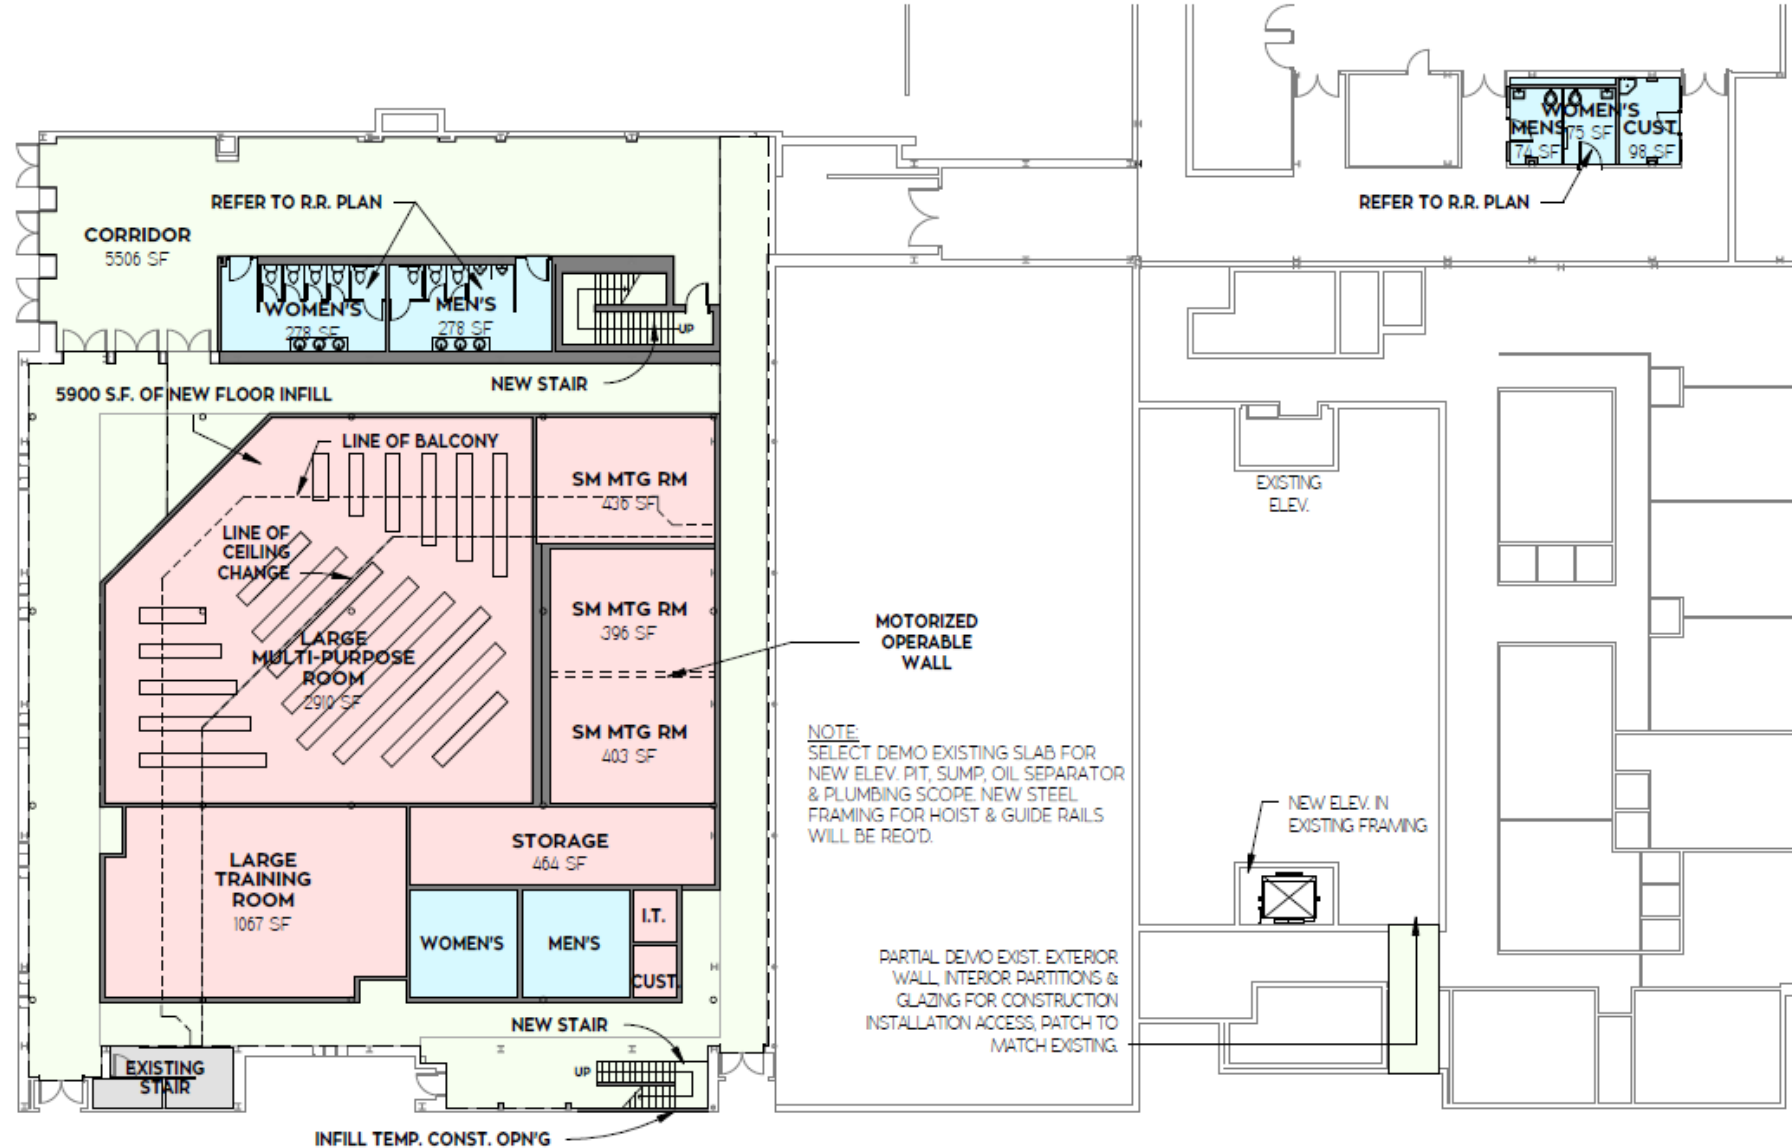 WOMEN'S
MENS
75 SF
CUST.
74 SF
98 SF
REFER TO R.R. PLAN
REFER TO R.R. PLAN
CORRIDOR
5506 SF
WOMEN'S
278 SF
MEN'S
278 SF
UP
NEW STAIR
5900 S.F. OF NEW FLOOR INFILL
LINE OF BALCONY
SM MTG RM
436 SF
EXISTING
ELEV.
LINE OF
CEILING
CHANGE
SM MTG RM
396 SF
MOTORIZED
OPERABLE
WALL
LARGE
MULTI-PURPOSE
ROOM
2910 SF
SM MTG RM
403 SF
NOTE:
SELECT DEMO EXISTING SLAB FOR
NEW ELEV. PIT, SUMP, OIL SEPARATOR
& PLUMBING SCOPE. NEW STEEL
FRAMING FOR HOIST & GUIDE RAILS
WILL BE REQ'D.
NEW ELEV. IN
EXISTING FRAMING
STORAGE
464 SF
LARGE
TRAINING
ROOM
1067 SF
WOMEN'S
MEN'S
I.T.
CUST.
PARTIAL DEMO EXIST. EXTERIOR
WALL, INTERIOR PARTITIONS &
GLAZING FOR CONSTRUCTION
INSTALLATION ACCESS, PATCH TO
MATCH EXISTING.
NEW STAIR
EXISTING
STAIR
UP
INFILL TEMP. CONST. OPN'G